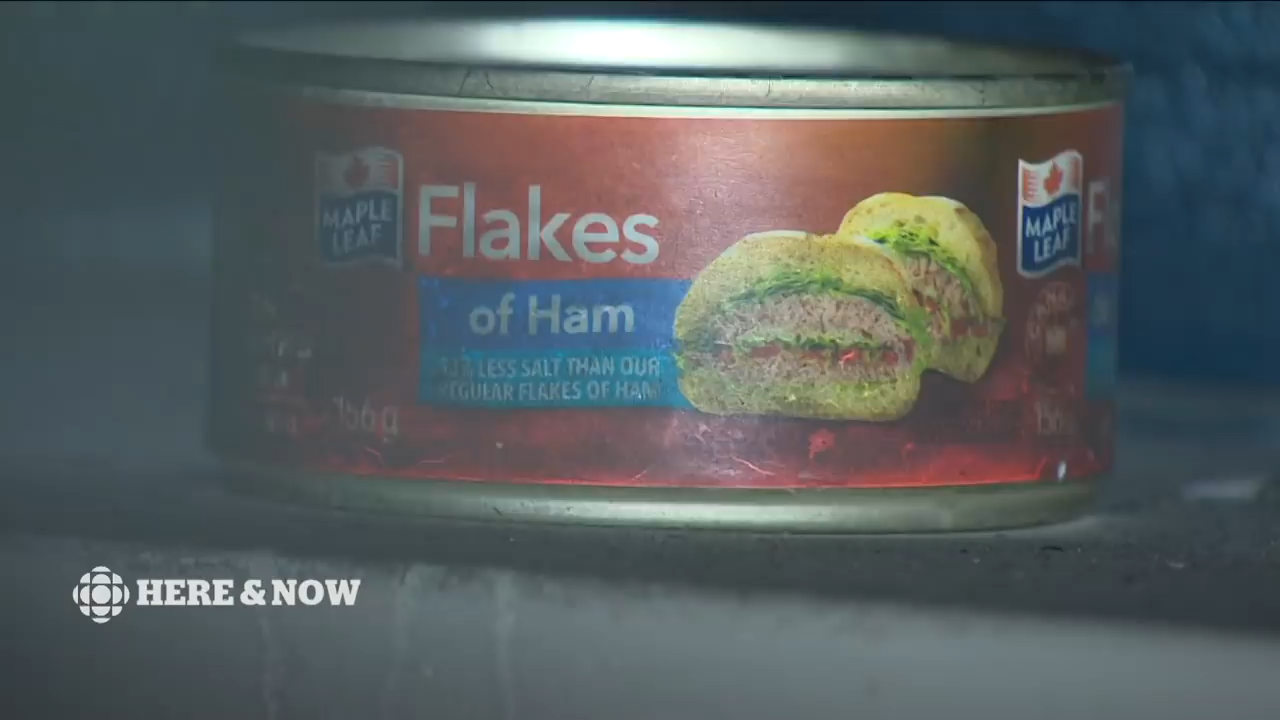 MAPLE
LEAF
Flakes
of Ham
LESS SALT THAN OUR
REGULAR FLAKES OF HAM
156 g
MAPLE
LEAF
HERE & NOW